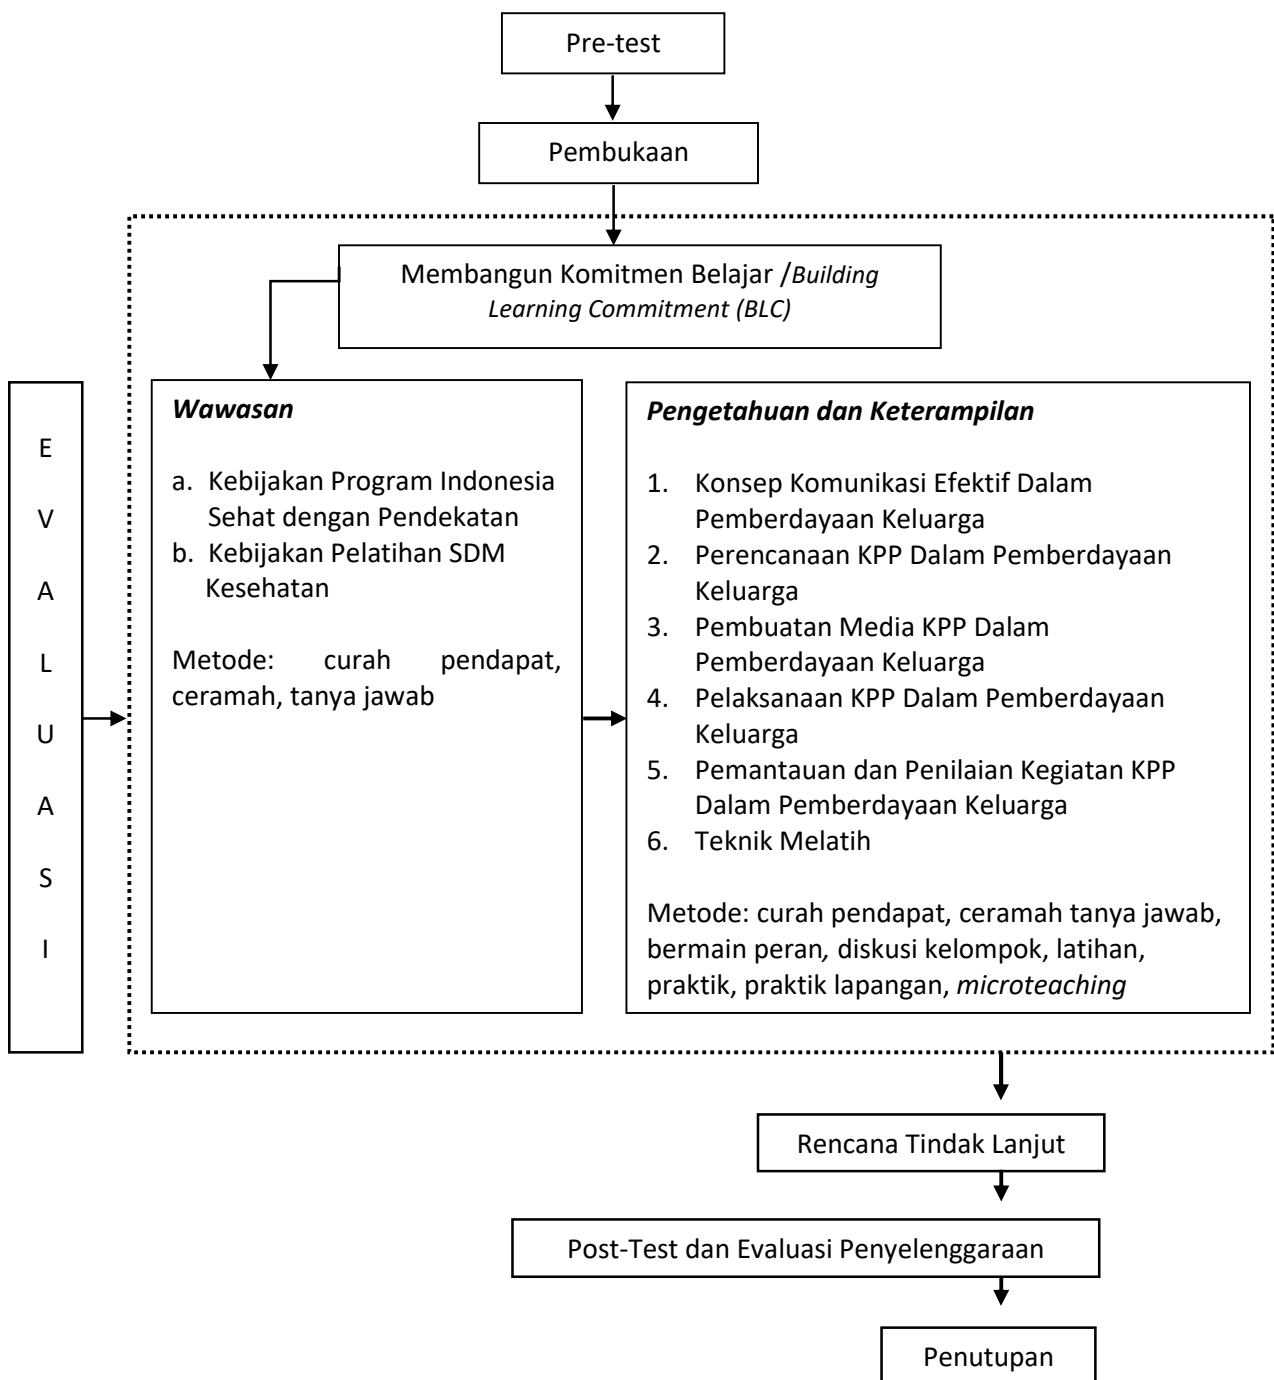 Pre-test
Pembukaan
Membangun Komitmen Belajar /Building
Learning Commitment (BLC)
E
V
A
L
U
A
S
I
Wawasan
a. Kebijakan Program Indonesia
Sehat dengan Pendekatan
b. Kebijakan Pelatihan SDM
Kesehatan
Metode: curah pendapat,
ceramah, tanya jawab
Pengetahuan dan Keterampilan
1. Konsep Komunikasi Efektif Dalam
Pemberdayaan Keluarga
2. Perencanaan KPP Dalam Pemberdayaan
Keluarga
3. Pembuatan Media KPP Dalam
Pemberdayaan Keluarga
4. Pelaksanaan KPP Dalam Pemberdayaan
Keluarga
5. Pemantauan dan Penilaian Kegiatan KPP
Dalam Pemberdayaan Keluarga
6. Teknik Melatih
Metode: curah pendapat, ceramah tanya jawab,
bermain peran, diskusi kelompok, latihan,
praktik, praktik lapangan, microteaching
Rencana Tindak Lanjut
Post-Test dan Evaluasi Penyelenggaraan
Penutupan